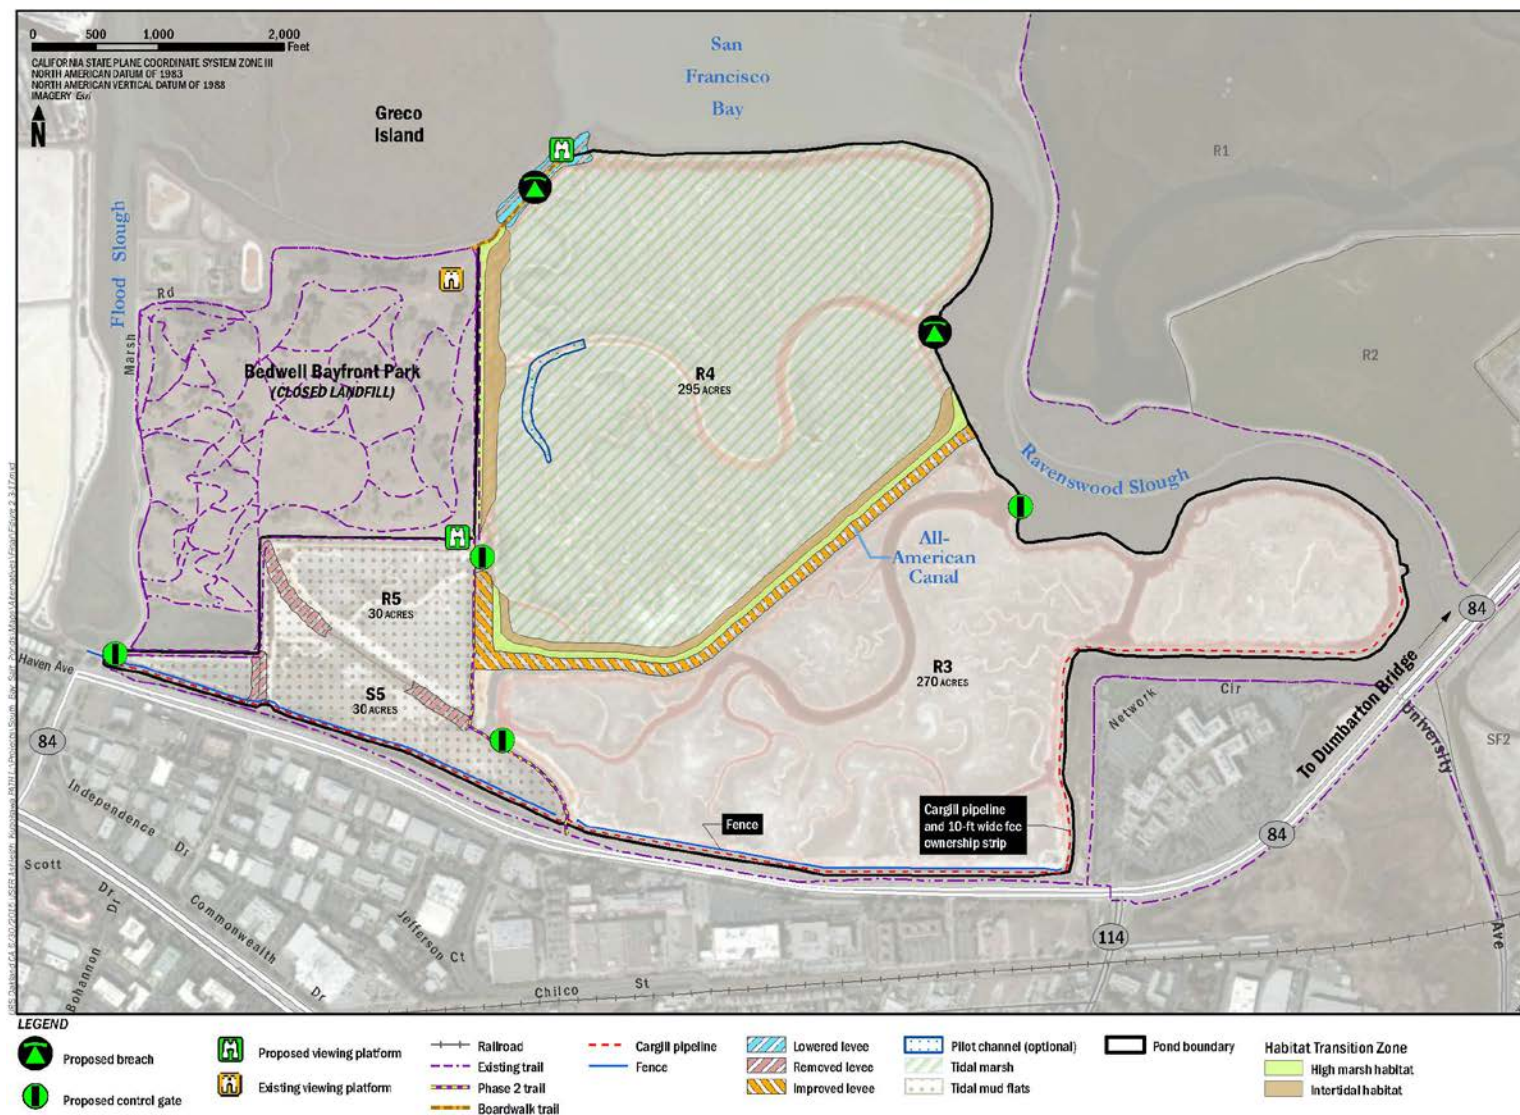 0 500 1,000 2,000
Feet
CALIFORNIA STATE PLANE COORDINATE SYSTEM ZONE III
NORTH AMERICAN DATUM OF 1983
NORTH AMERICAN VERTICAL DATUM OF 1988
IMAGERY Esri
N
San
Francisco
Bay
Greco
Island
R1
R2
Flood Slough
Marsh Rd
Bedwell Bayfront Park
(CLOSED LANDFILL)
R4
295 ACRES
Ravenswood Slough
All-
American
Canal
R5
30 ACRES
S5
30 ACRES
R3
270 ACRES
84
To Dumbarton Bridge
Haven Ave
Network Cir
University Ave
SF2
84
84
Independence Dr
Fence
Cargill pipeline
and 10-ft wide fee
ownership strip
Scott Dr
Commonwealth Dr
Jefferson Ct
Bohannon Dr
Chilco St
114
LEGEND
Proposed breach
Proposed control gate
Proposed viewing platform
Existing viewing platform
Railroad
Existing trail
Phase 2 trail
Boardwalk trail
Cargill pipeline
Fence
Lowered levee
Removed levee
Improved levee
Pilot channel (optional)
Tidal marsh
Tidal mud flats
Pond boundary
Habitat Transition Zone
High marsh habitat
Intertidal habitat